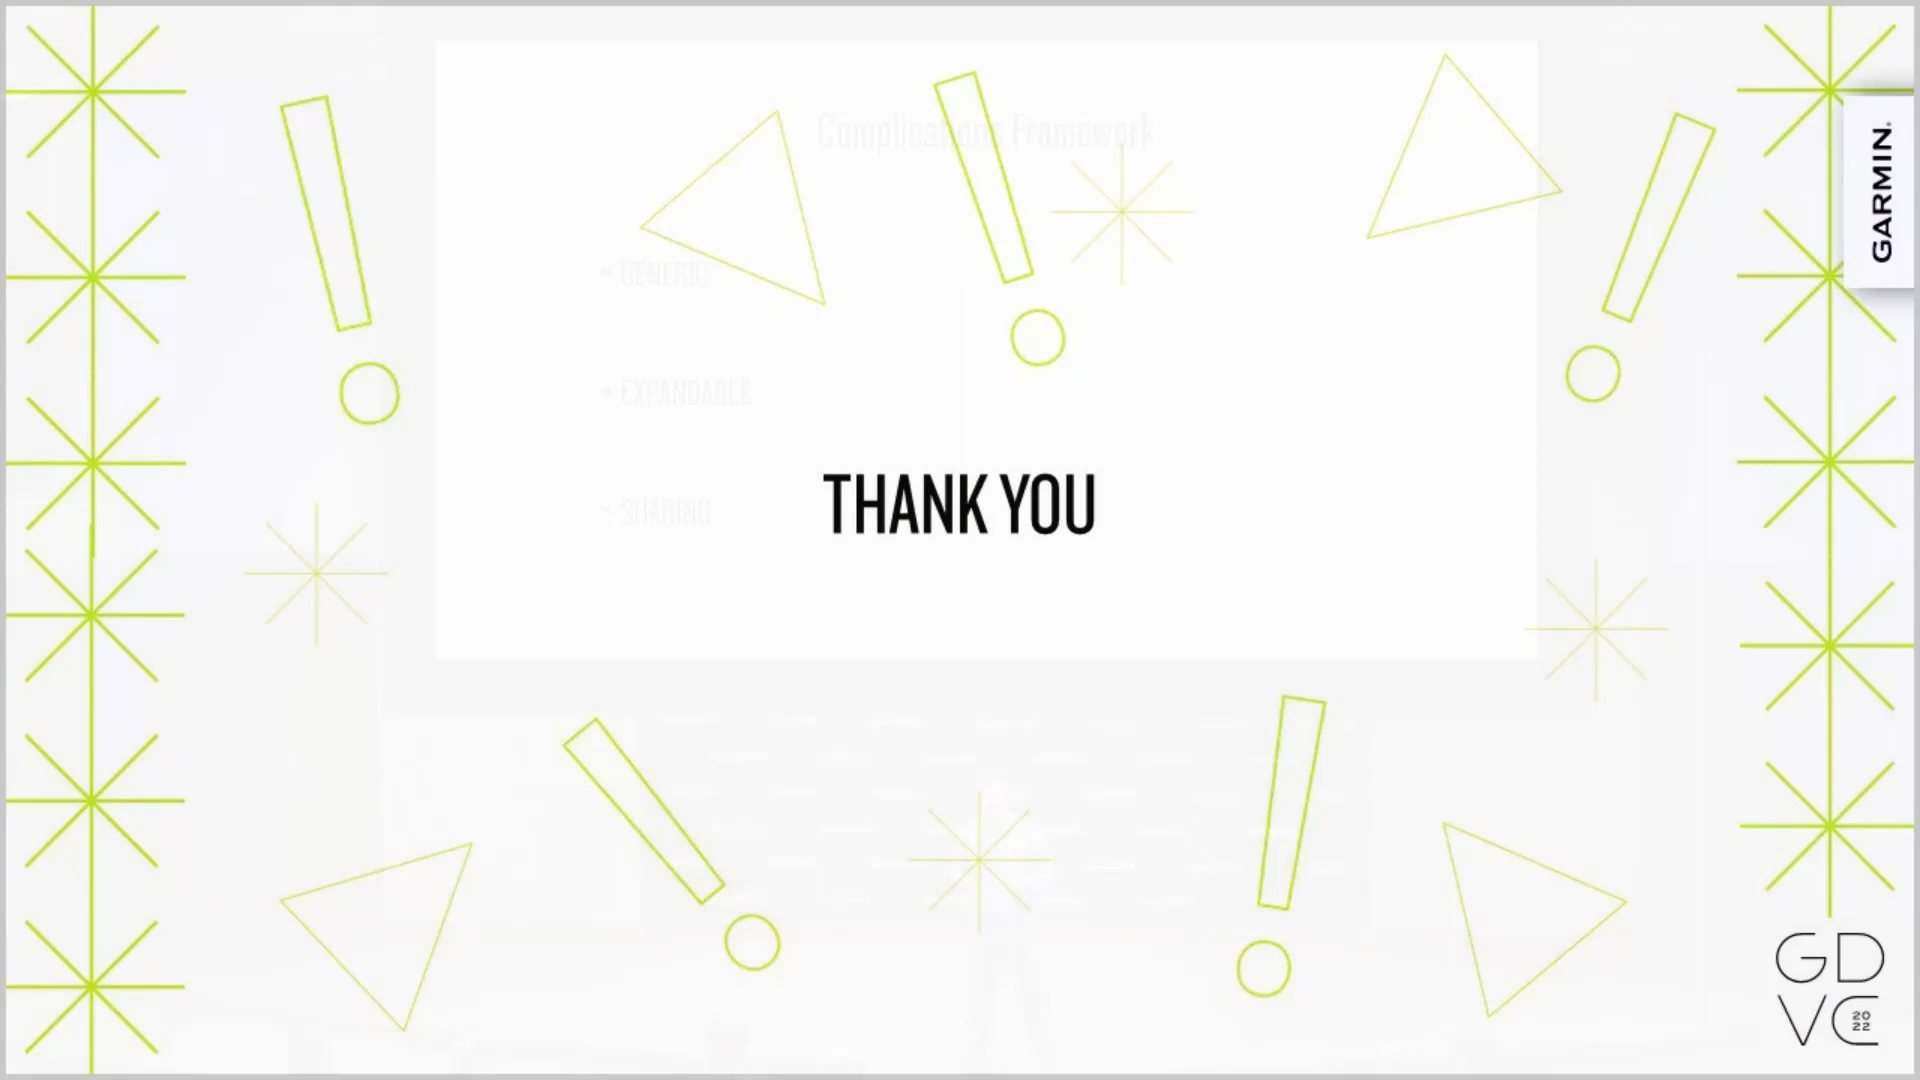 Complications Framework
• GENERIC
• EXPANDABLE
• SHARING
THANK YOU
GARMIN
GD
VC
20
22